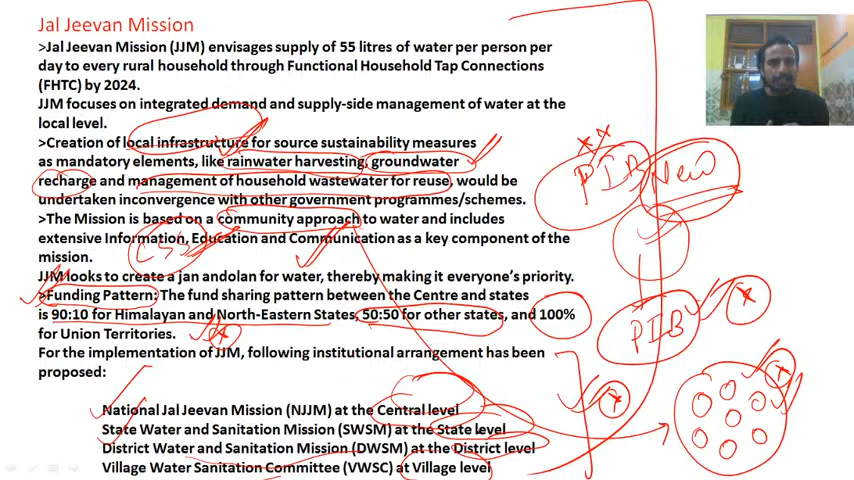 Jal Jeevan Mission
>Jal Jeevan Mission (JJM) envisages supply of 55 litres of water per person per
day to every rural household through Functional Household Tap Connections
(FHTC) by 2024.
JJM focuses on integrated demand and supply-side management of water at the
local level.
>Creation of local infrastructure for source sustainability measures
as mandatory elements, like rainwater harvesting, groundwater
recharge and management of household wastewater for reuse, would be
undertaken inconvergence with other government programmes/schemes.
>The Mission is based on a community approach to water and includes
extensive Information, Education and Communication as a key component of the
mission.
JJM looks to create a jan andolan for water, thereby making it everyone's priority.
>Funding Pattern: The fund sharing pattern between the Centre and states
is 90:10 for Himalayan and North-Eastern States, 50:50 for other states, and 100%
for Union Territories.
For the implementation of JJM, following institutional arrangement has been
proposed:
National Jal Jeevan Mission (NJJM) at the Central level
State Water and Sanitation Mission (SWSM) at the State level
District Water and Sanitation Mission (DWSM) at the District level
Village Water Sanitation Committee (VWSC) at Village level
CSS
PIB
PIB